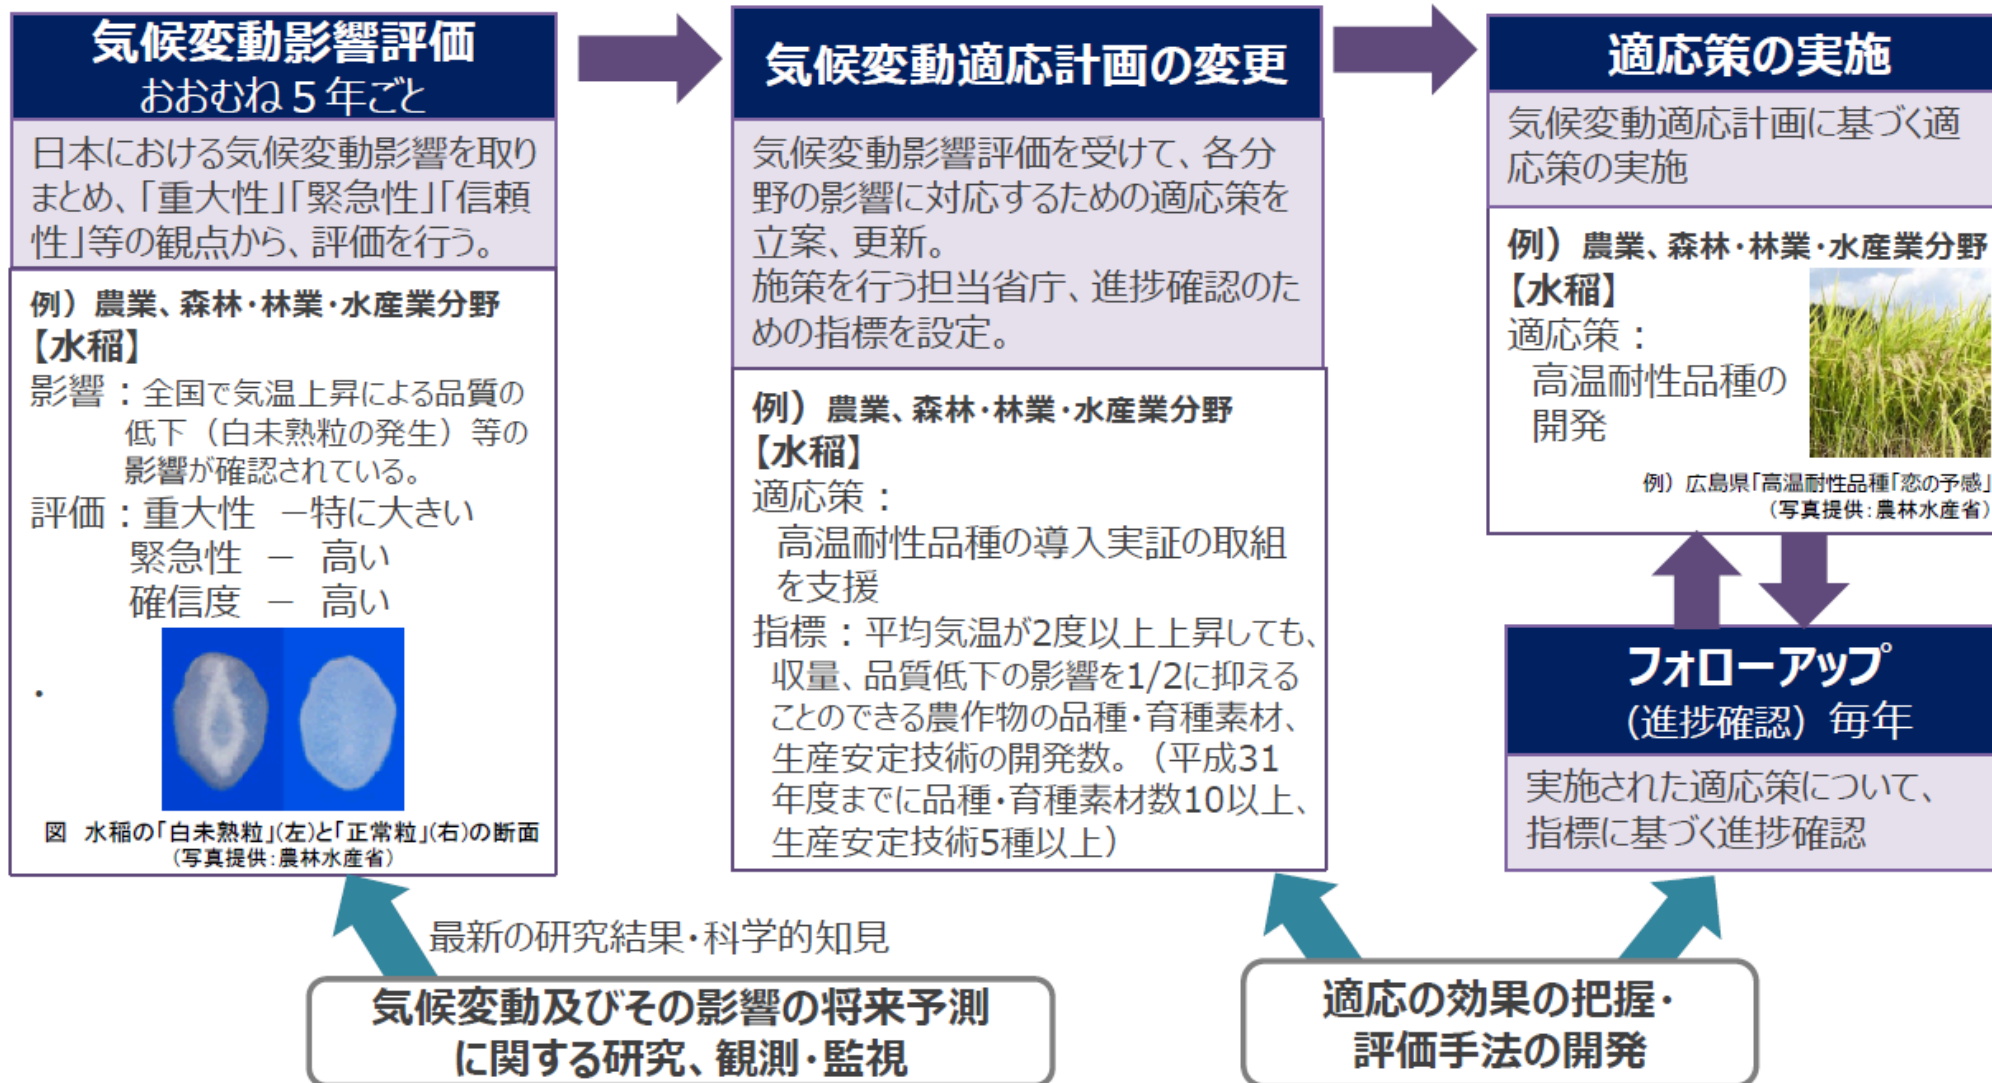 気候変動影響評価
おおむね５年ごと
日本における気候変動影響を取り
まとめ、「重大性」「緊急性」「信頼
性」等の観点から、評価を行う。
例）農業、森林・林業・水産業分野
【水稲】
影響：全国で気温上昇による品質の
低下（白未熟粒の発生）等の
影響が確認されている。
評価：重大性 －特に大きい
緊急性 － 高い
確信度 － 高い
・
図 水稲の「白未熟粒」(左)と「正常粒」(右)の断面
（写真提供：農林水産省）
気候変動適応計画の変更
気候変動影響評価を受けて、各分
野の影響に対応するための適応策を
立案、更新。
施策を行う担当省庁、進捗確認のた
めの指標を設定。
例）農業、森林・林業・水産業分野
【水稲】
適応策：
高温耐性品種の導入実証の取組
を支援
指標：平均気温が2度以上上昇しても、
収量、品質低下の影響を1/2に抑える
ことのできる農作物の品種・育種素材、
生産安定技術の開発数。（平成31
年度までに品種・育種素材数10以上、
生産安定技術5種以上）
適応策の実施
気候変動適応計画に基づく適
応策の実施
例）農業、森林・林業・水産業分野
【水稲】
適応策：
高温耐性品種の
開発
例）広島県「高温耐性品種「恋の予感」
（写真提供：農林水産省）
フォローアップ
（進捗確認）毎年
実施された適応策について、
指標に基づく進捗確認
最新の研究結果・科学的知見
気候変動及びその影響の将来予測
に関する研究、観測・監視
適応の効果の把握・
評価手法の開発